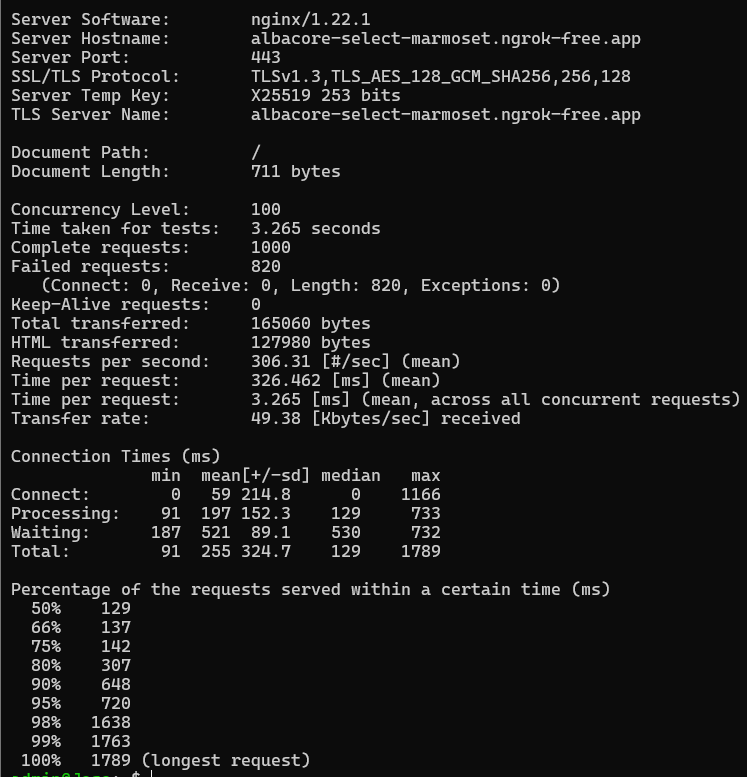 Server Software:        nginx/1.22.1
Server Hostname:        albacore-select-marmoset.ngrok-free.app
Server Port:            443
SSL/TLS Protocol:       TLSv1.3,TLS_AES_128_GCM_SHA256,256,128
Server Temp Key:        X25519 253 bits
TLS Server Name:        albacore-select-marmoset.ngrok-free.app

Document Path:          /
Document Length:        711 bytes

Concurrency Level:      100
Time taken for tests:   3.265 seconds
Complete requests:      1000
Failed requests:        820
   (Connect: 0, Receive: 0, Length: 820, Exceptions: 0)
Keep-Alive requests:    0
Total transferred:      165060 bytes
HTML transferred:       127980 bytes
Requests per second:    306.31 [#/sec] (mean)
Time per request:       326.462 [ms] (mean)
Time per request:       3.265 [ms] (mean, across all concurrent requests)
Transfer rate:          49.38 [Kbytes/sec] received

Connection Times (ms)
              min  mean[+/-sd] median   max
Connect:        0   59 214.8      0    1166
Processing:    91  197 152.3    129     733
Waiting:      187  521  89.1    530     732
Total:         91  255 324.7    129    1789

Percentage of the requests served within a certain time (ms)
  50%    129
  66%    137
  75%    142
  80%    307
  90%    648
  95%    720
  98%   1638
  99%   1763
 100%   1789 (longest request)